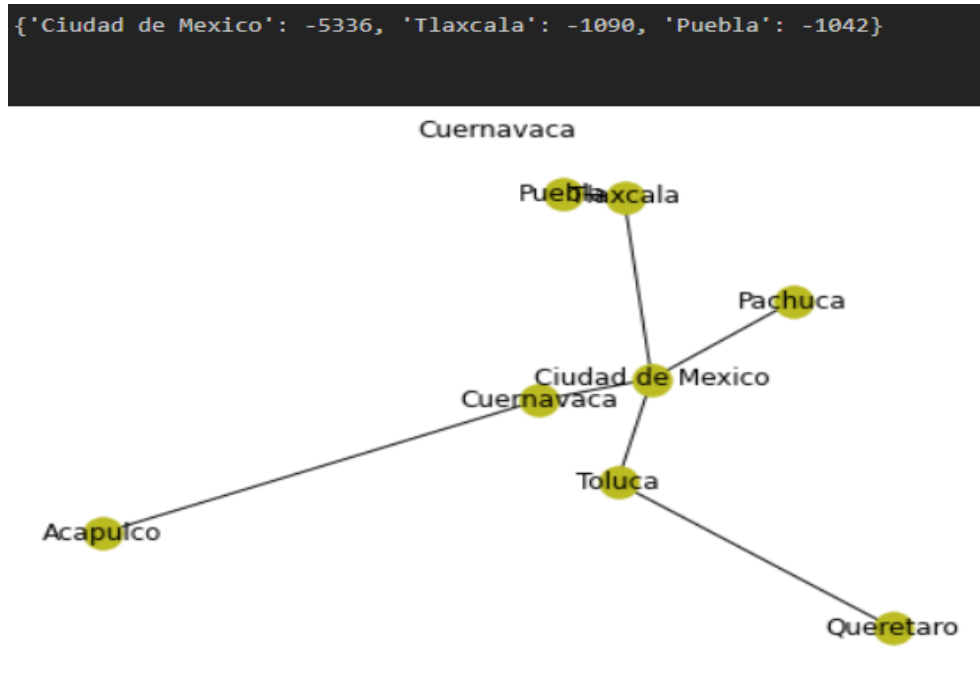 {'Ciudad de Mexico': -5336, 'Tlaxcala': -1090, 'Puebla': -1042}
Cuernavaca
Puebla
Tlaxcala
Pachuca
Ciudad de Mexico
Cuernavaca
Toluca
Acapulco
Queretaro